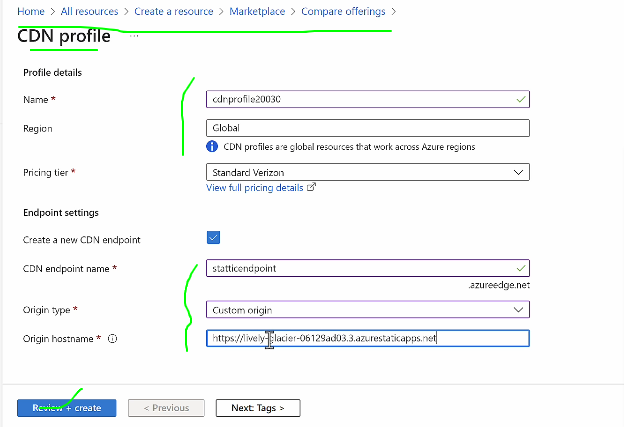 Home > All resources > Create a resource > Marketplace > Compare offerings >
CDN profile ...
Profile details
Name * cdnprofile20030
Region Global
CDN profiles are global resources that work across Azure regions
Pricing tier * Standard Verizon
View full pricing details
Endpoint settings
Create a new CDN endpoint
CDN endpoint name * statticendpoint
.azureedge.net
Origin type * Custom origin
Origin hostname * https://lively-glacier-06129ad03.3.azurestaticapps.net
Review + create < Previous Next: Tags >